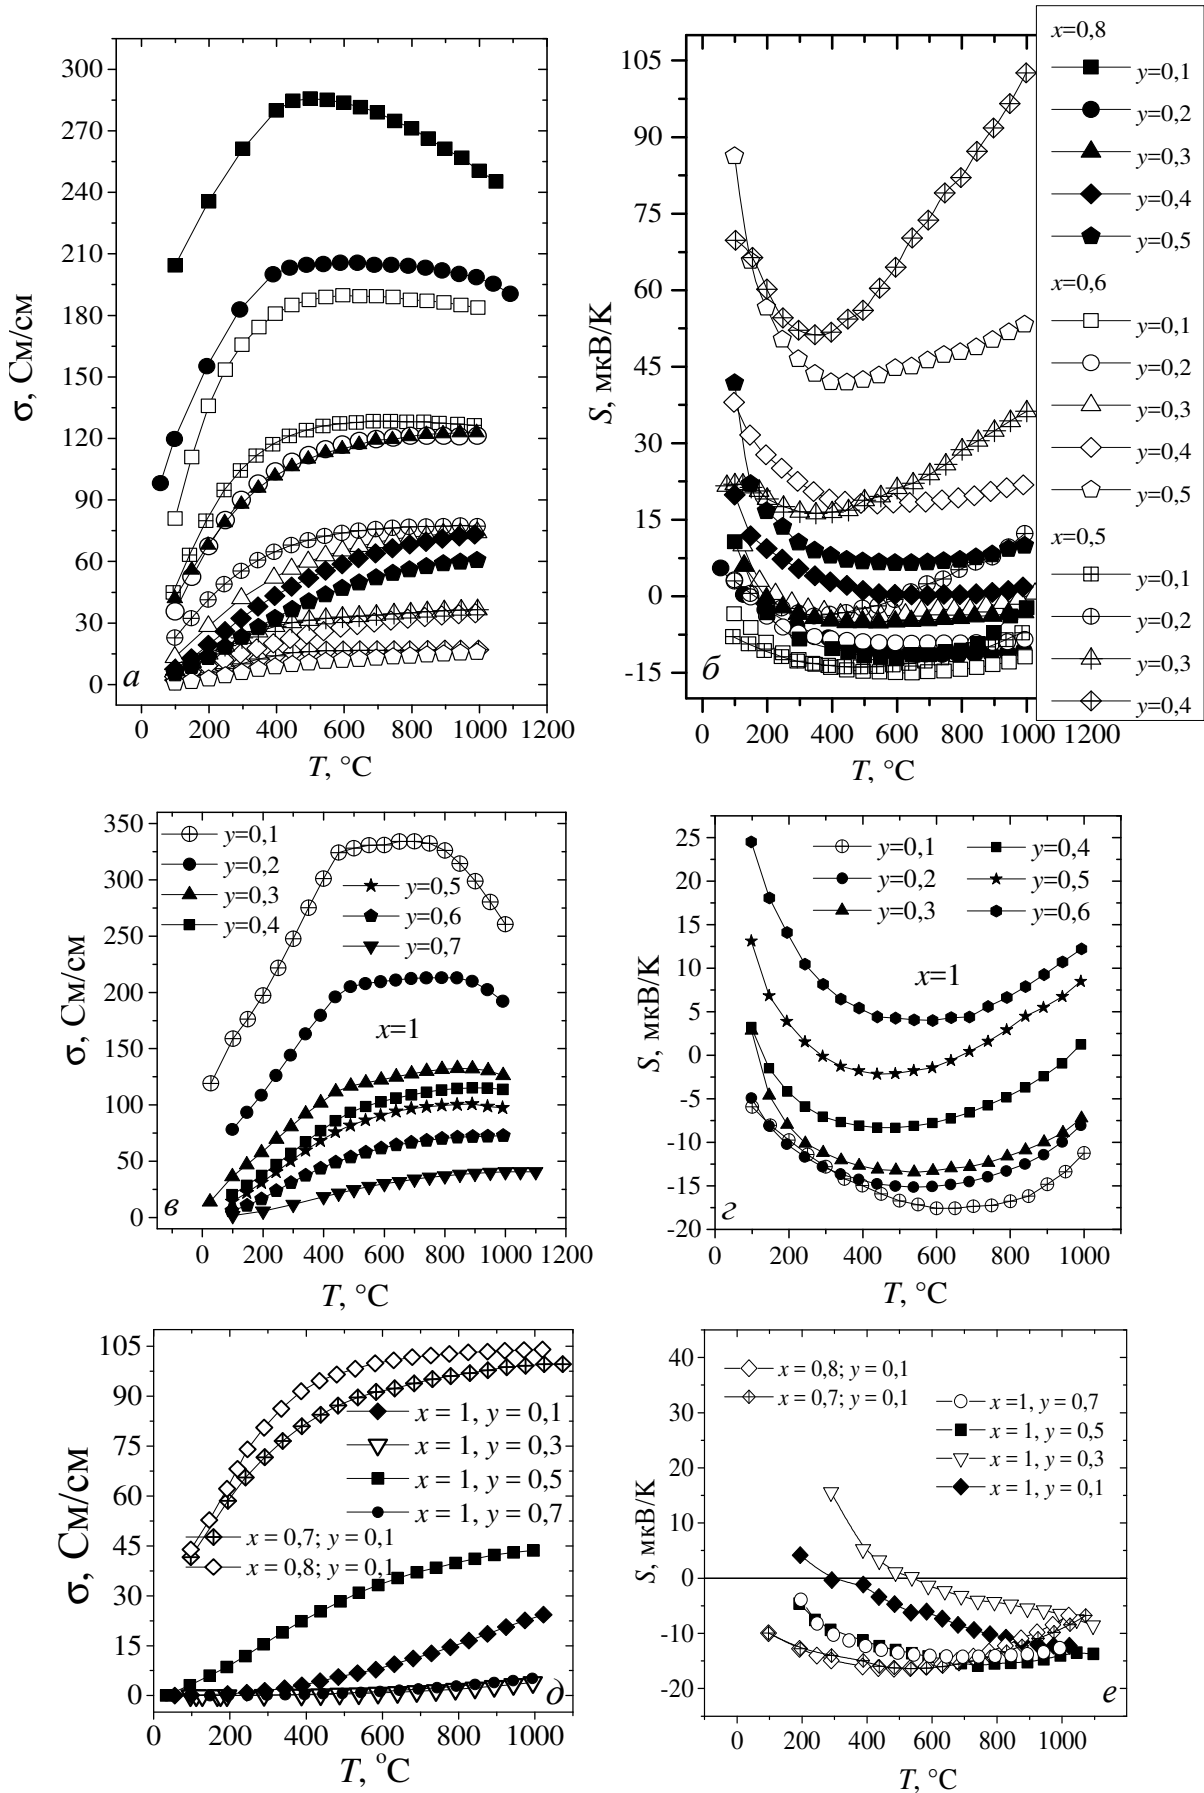 300
270
240
210
180
150
120
90
60
30
0
σ, См/см
а
0 200 400 600 800 1000 1200
T, °C
105
90
75
60
45
30
15
0
-15
S, мкВ/К
б
0 200 400 600 800 1000 1200
T, °C
x=0,8
y=0,1
y=0,2
y=0,3
y=0,4
y=0,5
x=0,6
y=0,1
y=0,2
y=0,3
y=0,4
y=0,5
x=0,5
y=0,1
y=0,2
y=0,3
y=0,4
350
300
250
200
150
100
50
0
σ, См/см
y=0,1
y=0,2
y=0,3
y=0,4
y=0,5
y=0,6
y=0,7
x=1
в
0 200 400 600 800 1000 1200
T, °C
25
20
15
10
5
0
-5
-10
-15
-20
S, мкВ/К
y=0,1
y=0,2
y=0,3
y=0,4
y=0,5
y=0,6
x=1
г
0 200 400 600 800 1000
T, °C
105
90
75
60
45
30
15
0
σ, См/см
x = 1, y = 0,1
x = 1, y = 0,3
x = 1, y = 0,5
x = 1, y = 0,7
x = 0,7; y = 0,1
x = 0,8; y = 0,1
д
0 200 400 600 800 1000
T, °C
40
30
20
10
0
-10
-20
S, мкВ/К
x = 0,8; y = 0,1
x = 0,7; y = 0,1
x =1, y = 0,7
x = 1, y = 0,5
x = 1, y = 0,3
x = 1, y = 0,1
е
0 200 400 600 800 1000
T, °C